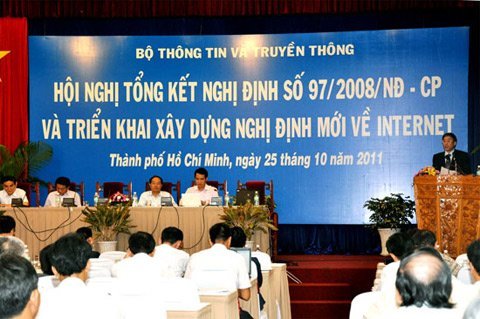 BỘ THÔNG TIN VÀ TRUYỀN THÔNG
HỘI NGHỊ TỔNG KẾT NGHỊ ĐỊNH SỐ 97/2008/NĐ - CP
VÀ TRIỂN KHAI XÂY DỰNG NGHỊ ĐỊNH MỚI VỀ INTERNET
Thành phố Hồ Chí Minh, ngày 25 tháng 10 năm 2011